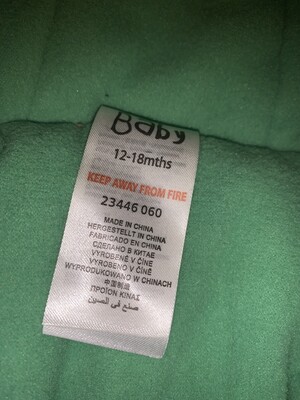 Baby
12-18mths
KEEP AWAY FROM FIRE
23446 060
MADE IN CHINA
HERGESTELLT IN CHINA
FABRICADO EN CHINA
СДЕЛАНО В КИТАЕ
VYROBENÉ V ČÍNE
VYROBENO V ČÍNĚ
WYPRODUKOWANO W CHINACH
中国制造
ΠΡΟΪΟΝ ΚΙΝΑΣ
صنع في الصين